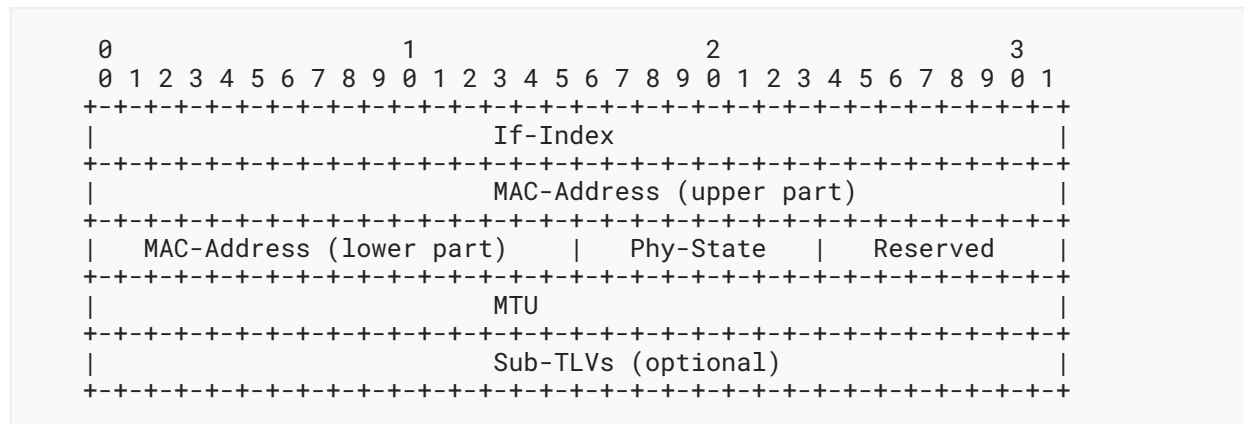 0                   1                   2                   3
 0 1 2 3 4 5 6 7 8 9 0 1 2 3 4 5 6 7 8 9 0 1 2 3 4 5 6 7 8 9 0 1
+-+-+-+-+-+-+-+-+-+-+-+-+-+-+-+-+-+-+-+-+-+-+-+-+-+-+-+-+-+-+-+-+
|                          If-Index                             |
+-+-+-+-+-+-+-+-+-+-+-+-+-+-+-+-+-+-+-+-+-+-+-+-+-+-+-+-+-+-+-+-+
|                          MAC-Address (upper part)             |
+-+-+-+-+-+-+-+-+-+-+-+-+-+-+-+-+-+-+-+-+-+-+-+-+-+-+-+-+-+-+-+-+
|   MAC-Address (lower part)    |   Phy-State   |   Reserved    |
+-+-+-+-+-+-+-+-+-+-+-+-+-+-+-+-+-+-+-+-+-+-+-+-+-+-+-+-+-+-+-+-+
|                          MTU                                  |
+-+-+-+-+-+-+-+-+-+-+-+-+-+-+-+-+-+-+-+-+-+-+-+-+-+-+-+-+-+-+-+-+
|                          Sub-TLVs (optional)                  |
+-+-+-+-+-+-+-+-+-+-+-+-+-+-+-+-+-+-+-+-+-+-+-+-+-+-+-+-+-+-+-+-+